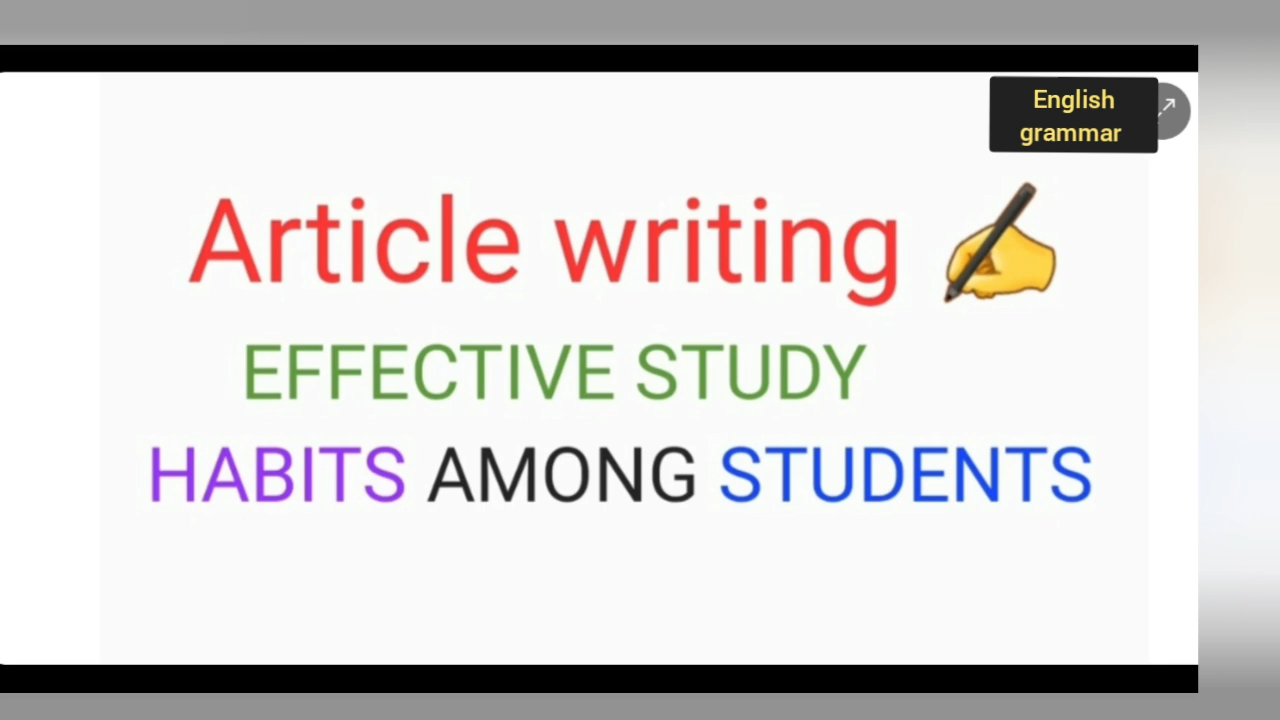 English
grammar
Article writing ✍
EFFECTIVE STUDY
HABITS AMONG STUDENTS